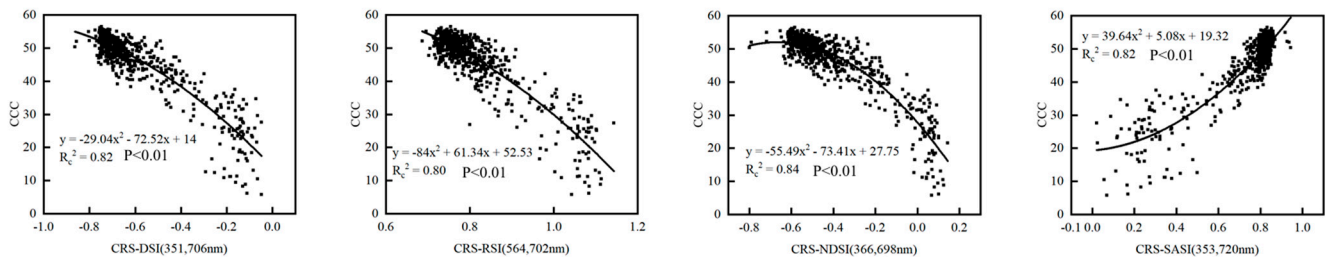 60
50
40
30
20
10
0
CCC
y = -29.04x² - 72.52x + 14
Rc² = 0.82 P<0.01
-1.0 -0.8 -0.6 -0.4 -0.2 0.0
CRS-DSI(351,706nm)
60
50
40
30
20
10
0
CCC
y = -84x² + 61.34x + 52.53
Rc² = 0.80 P<0.01
0.6 0.8 1.0 1.2
CRS-RSI(564,702nm)
60
50
40
30
20
10
0
CCC
y = -55.49x² - 73.41x + 27.75
Rc² = 0.84 P<0.01
-0.8 -0.6 -0.4 -0.2 0.0 0.2
CRS-NDSI(366,698nm)
60
50
40
30
20
10
0
CCC
y = 39.64x² + 5.08x + 19.32
Rc² = 0.82 P<0.01
-0.1 0.0 0.2 0.4 0.6 0.8 1.0
CRS-SASI(353,720nm)